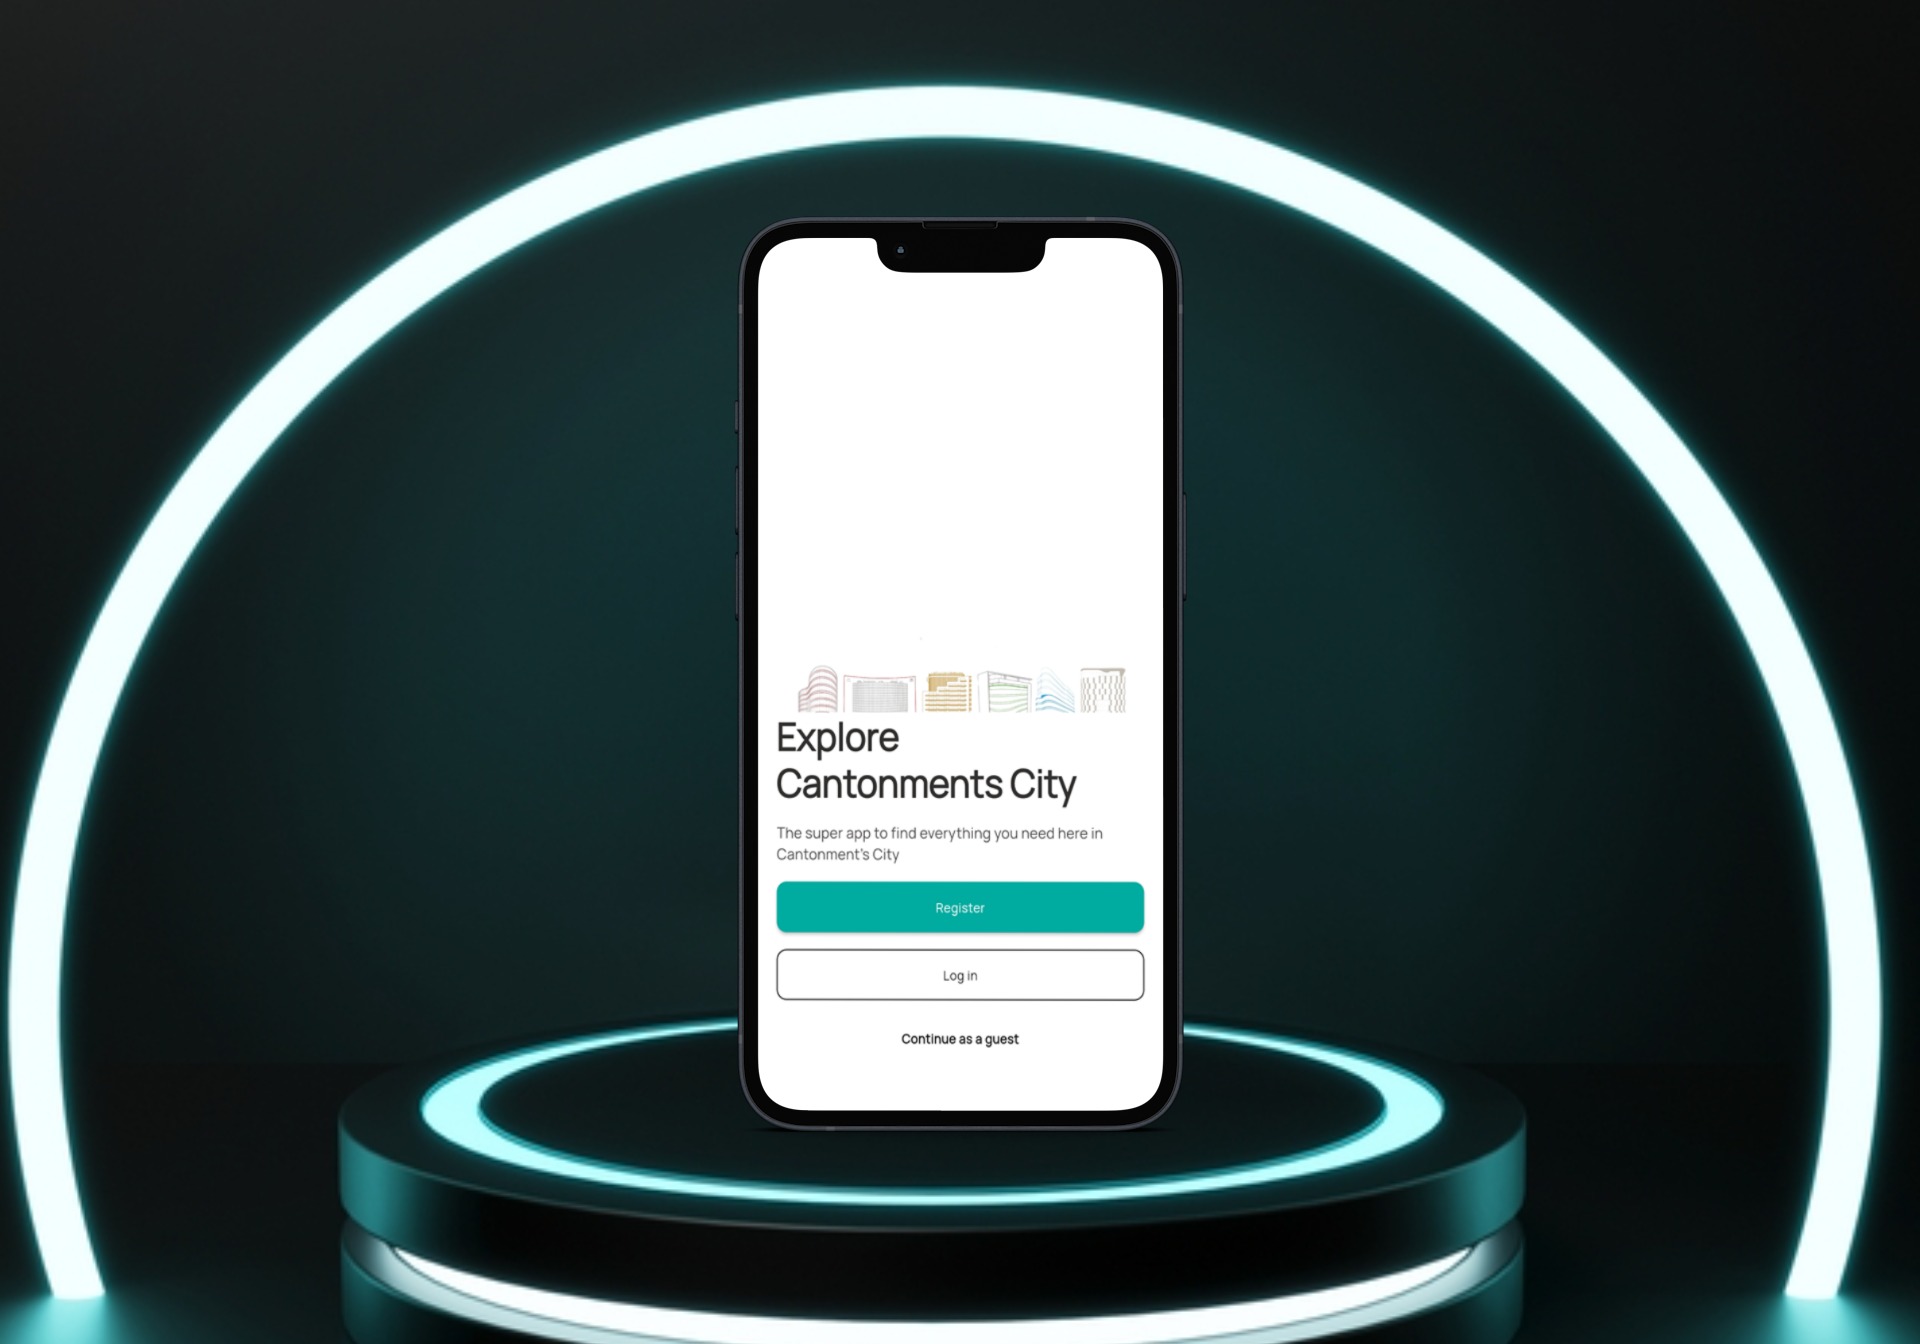 Explore
Cantonments City
The super app to find everything you need here in
Cantonment's City
Register
Log in
Continue as a guest